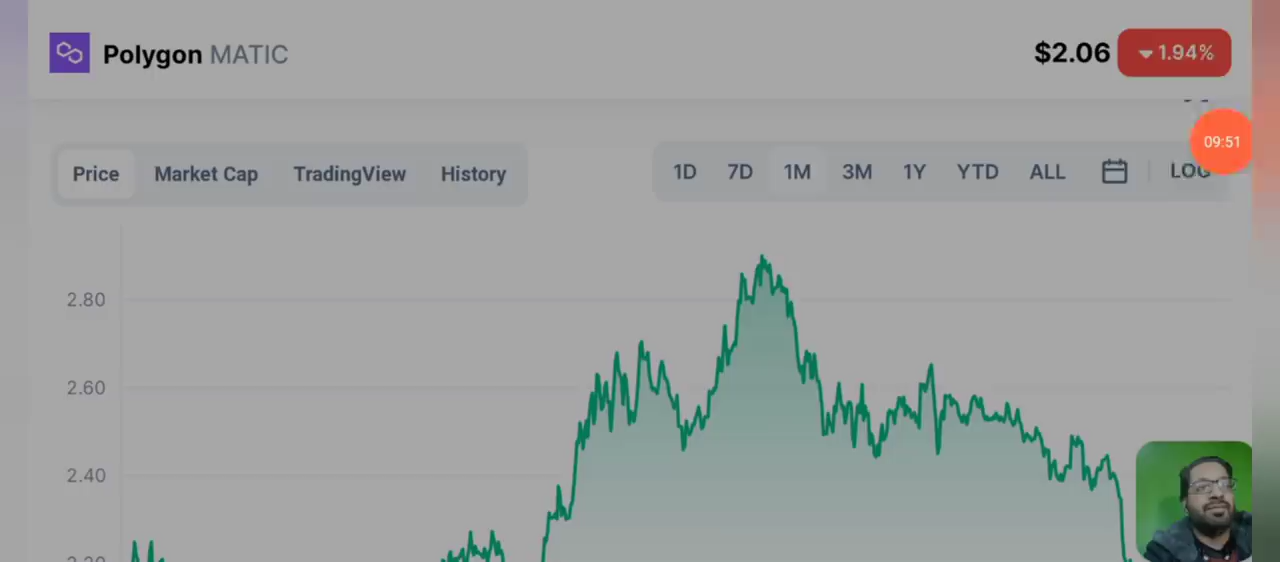 Polygon MATIC
$2.06 1.94%
09:51
Price Market Cap TradingView History
1D 7D 1M 3M 1Y YTD ALL LOG
2.80
2.60
2.40